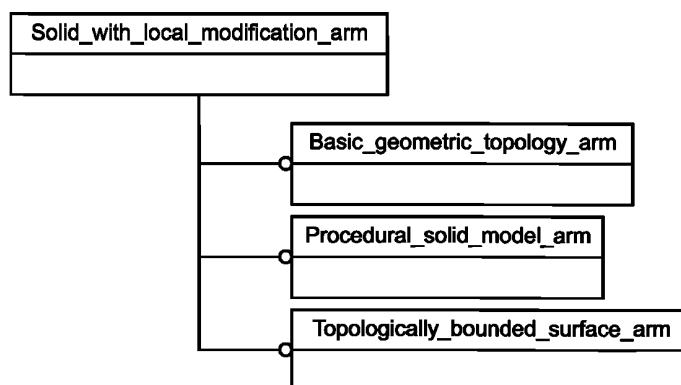 Solid_with_local_modification_arm
Basic_geometric_topology_arm
Procedural_solid_model_arm
Topologically_bounded_surface_arm